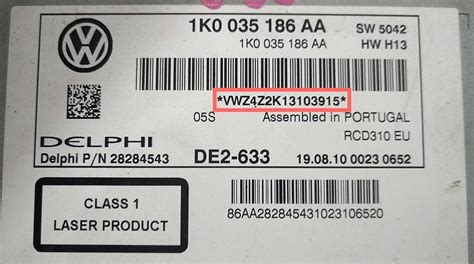 1K0 035 186 AA SW 5042
1K0 035 186 AA HW H13
*VWZ4Z2K13103915*
05S Assembled in PORTUGAL
RCD310 EU
DELPHI
Delphi P/N 28284543 DE2-633 19.08.10 0023 0652
CLASS 1
LASER PRODUCT
86AA282845431023106520